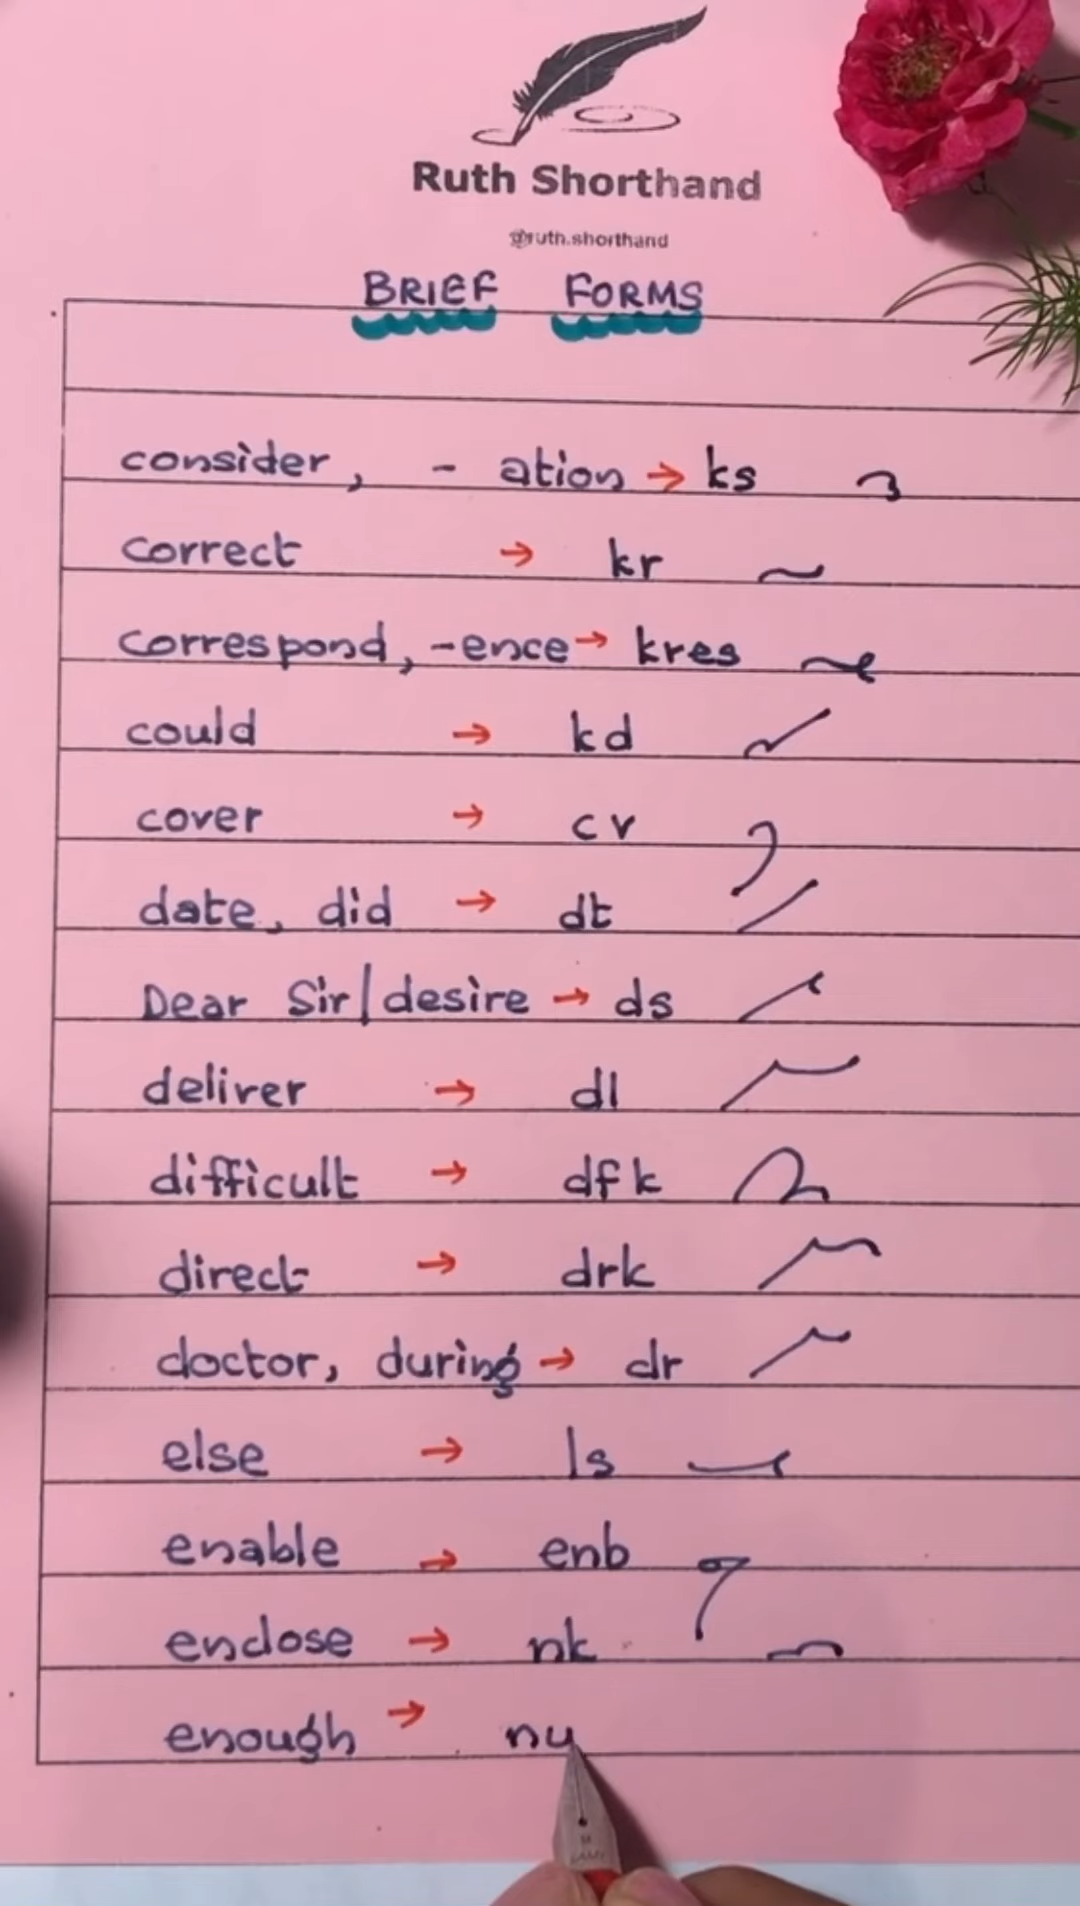 Ruth Shorthand
@ruth.shorthand
BRIEF FORMS
consider, - ation → ks
correct → kr
correspond, -ence → kres
could → kd
cover → cv
date, did → dt
Dear Sir/desire → ds
deliver → dl
difficult → dfk
direct → drk
doctor, during → dr
else → ls
enable → enb
enclose → nk
enough → nu